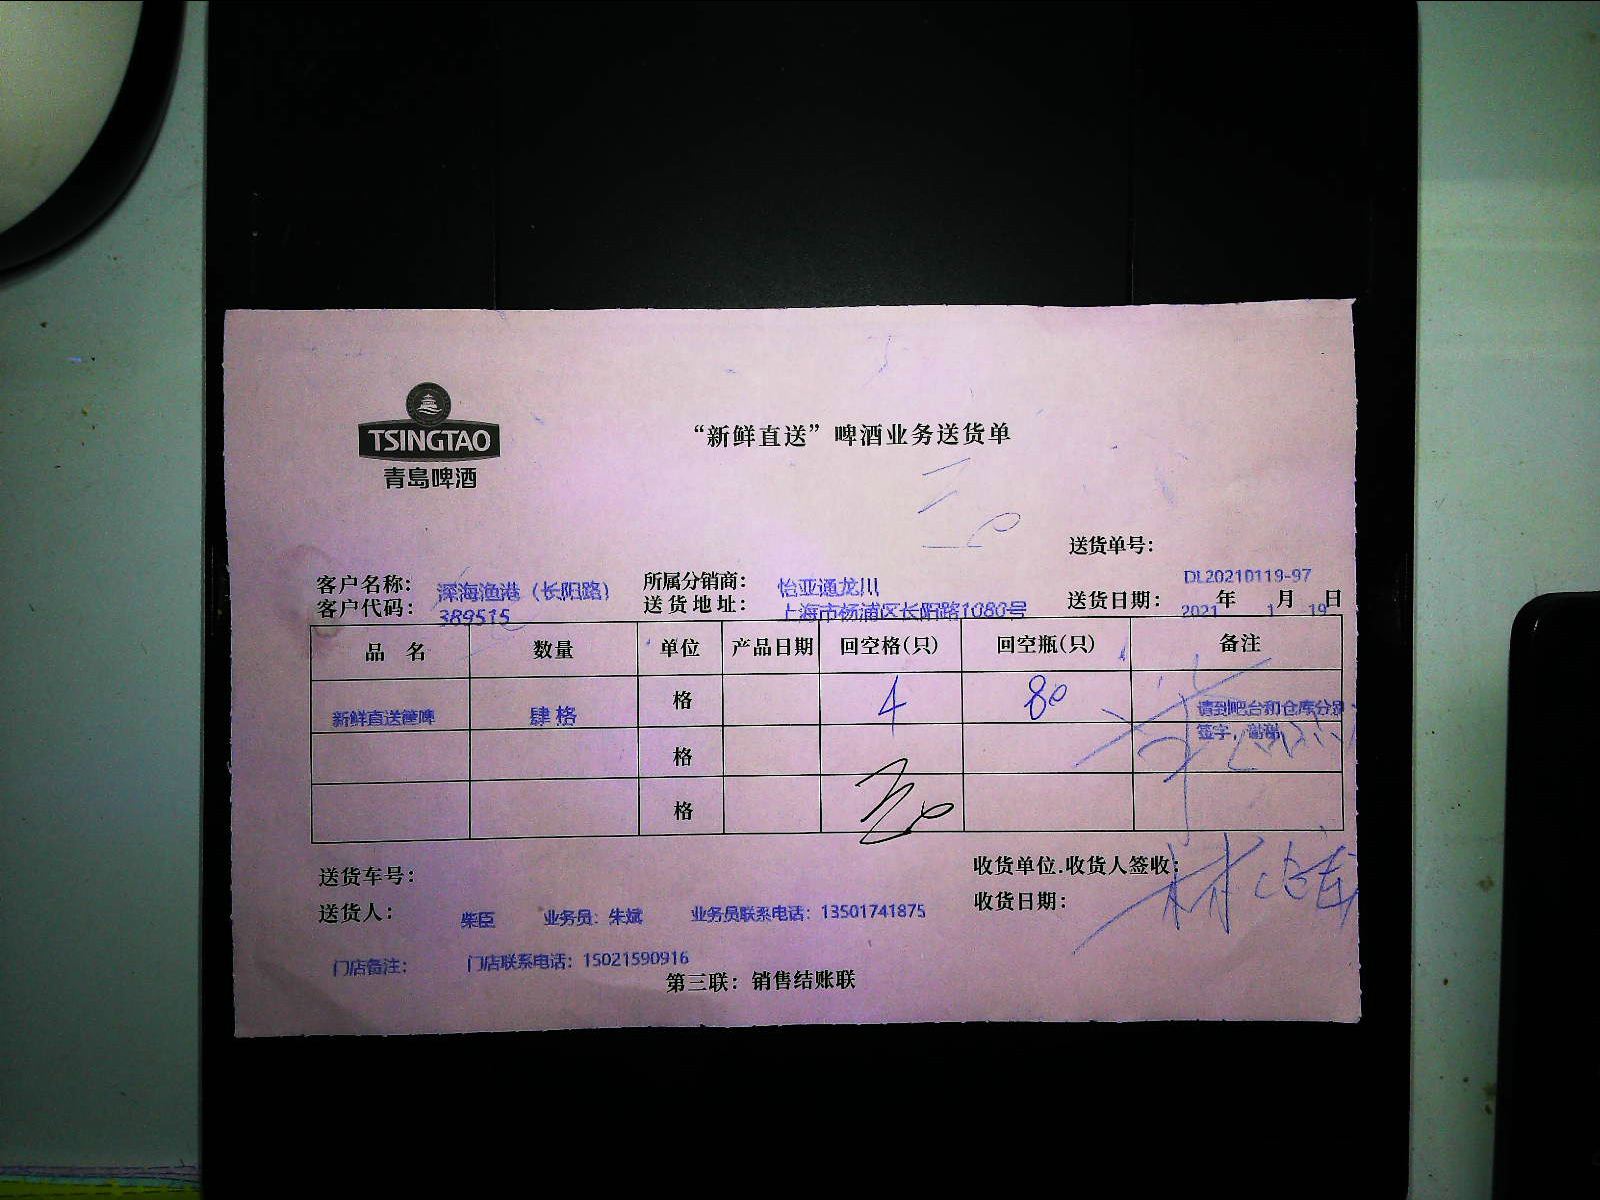 TSINGTAO
青岛啤酒
“新鲜直送”啤酒业务送货单
送货单号：
DL20210119-97
客户名称： 深海渔港（长阳路） 所属分销商： 怡亚通龙川
客户代码： 389515 送货地址： 上海市杨浦区长阳路1080号 送货日期： 2021 年 1 月 19 日
品 名 数量 单位 产品日期 回空格(只) 回空瓶(只) 备注
新鲜直送箩啤 肆格 格 4 80 请到吧台和仓库分别
签字，谢谢
格
格
送货车号： 收货单位.收货人签收：
送货人： 柴臣 业务员：朱斌 业务员联系电话：13501741875 收货日期：
门店备注： 门店联系电话：15021590916
第三联：销售结账联